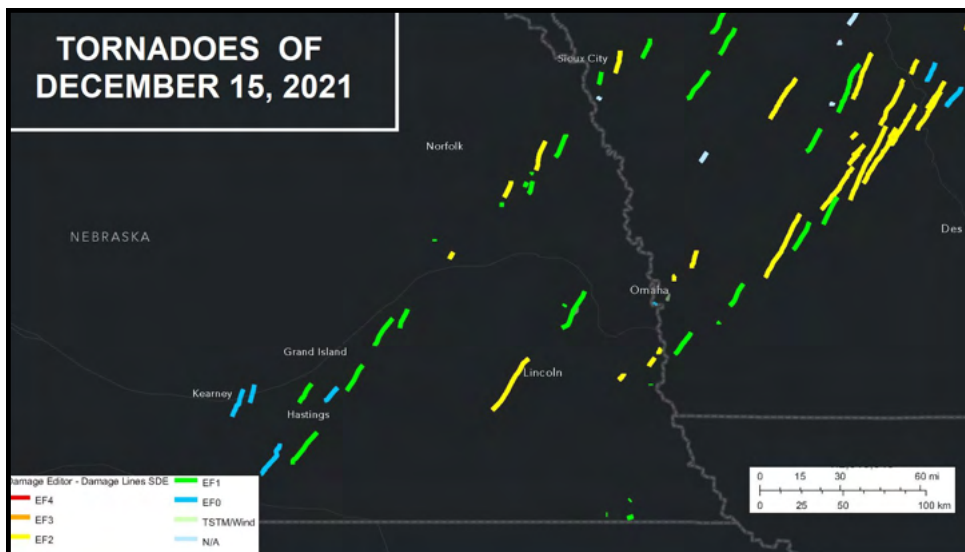 TORNADOES OF
DECEMBER 15, 2021
Sioux City
Norfolk
NEBRASKA
Des
Omaha
Grand Island
Lincoln
Kearney
Hastings
amage Editor - Damage Lines SDE
EF4
EF3
EF2
EF1
EF0
TSTM/Wind
N/A
0 15 30 60 mi
0 25 50 100 km